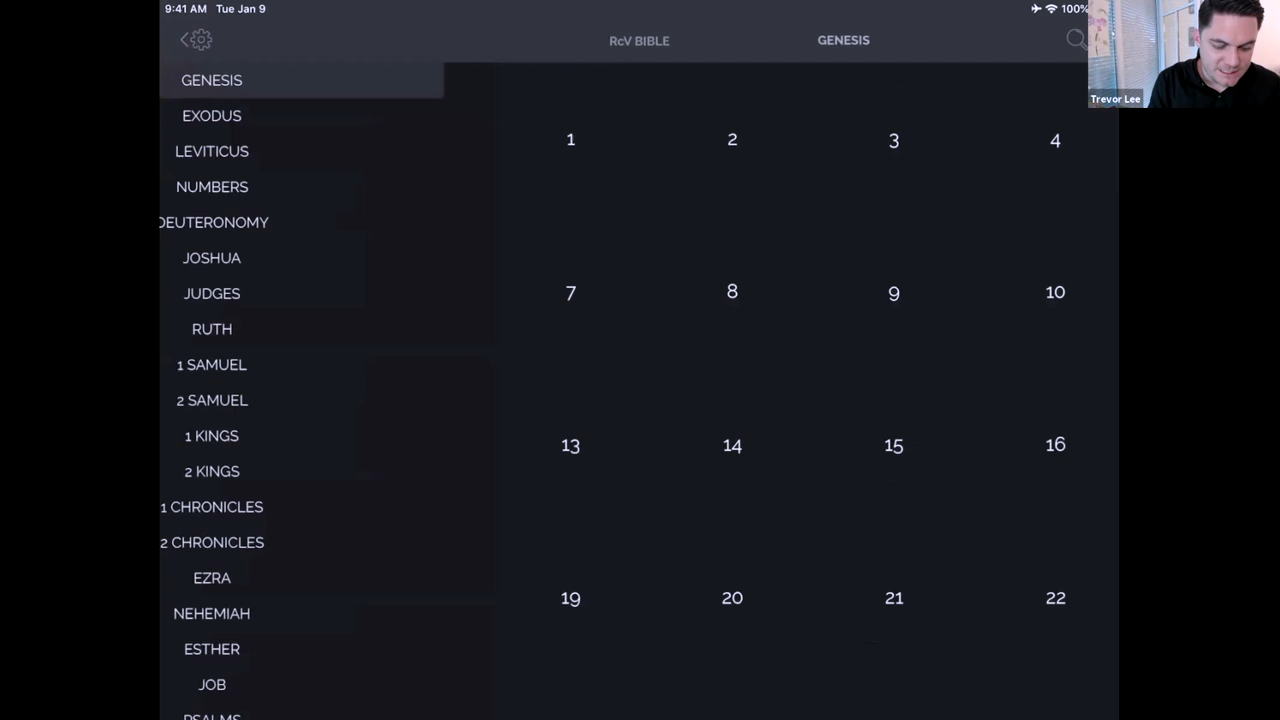 9:41 AM Tue Jan 9
100%
RcV BIBLE
GENESIS
Trevor Lee
GENESIS
EXODUS
LEVITICUS
NUMBERS
DEUTERONOMY
JOSHUA
JUDGES
RUTH
1 SAMUEL
2 SAMUEL
1 KINGS
2 KINGS
1 CHRONICLES
2 CHRONICLES
EZRA
NEHEMIAH
ESTHER
JOB
PSALMS
1 2 3 4
7 8 9 10
13 14 15 16
19 20 21 22